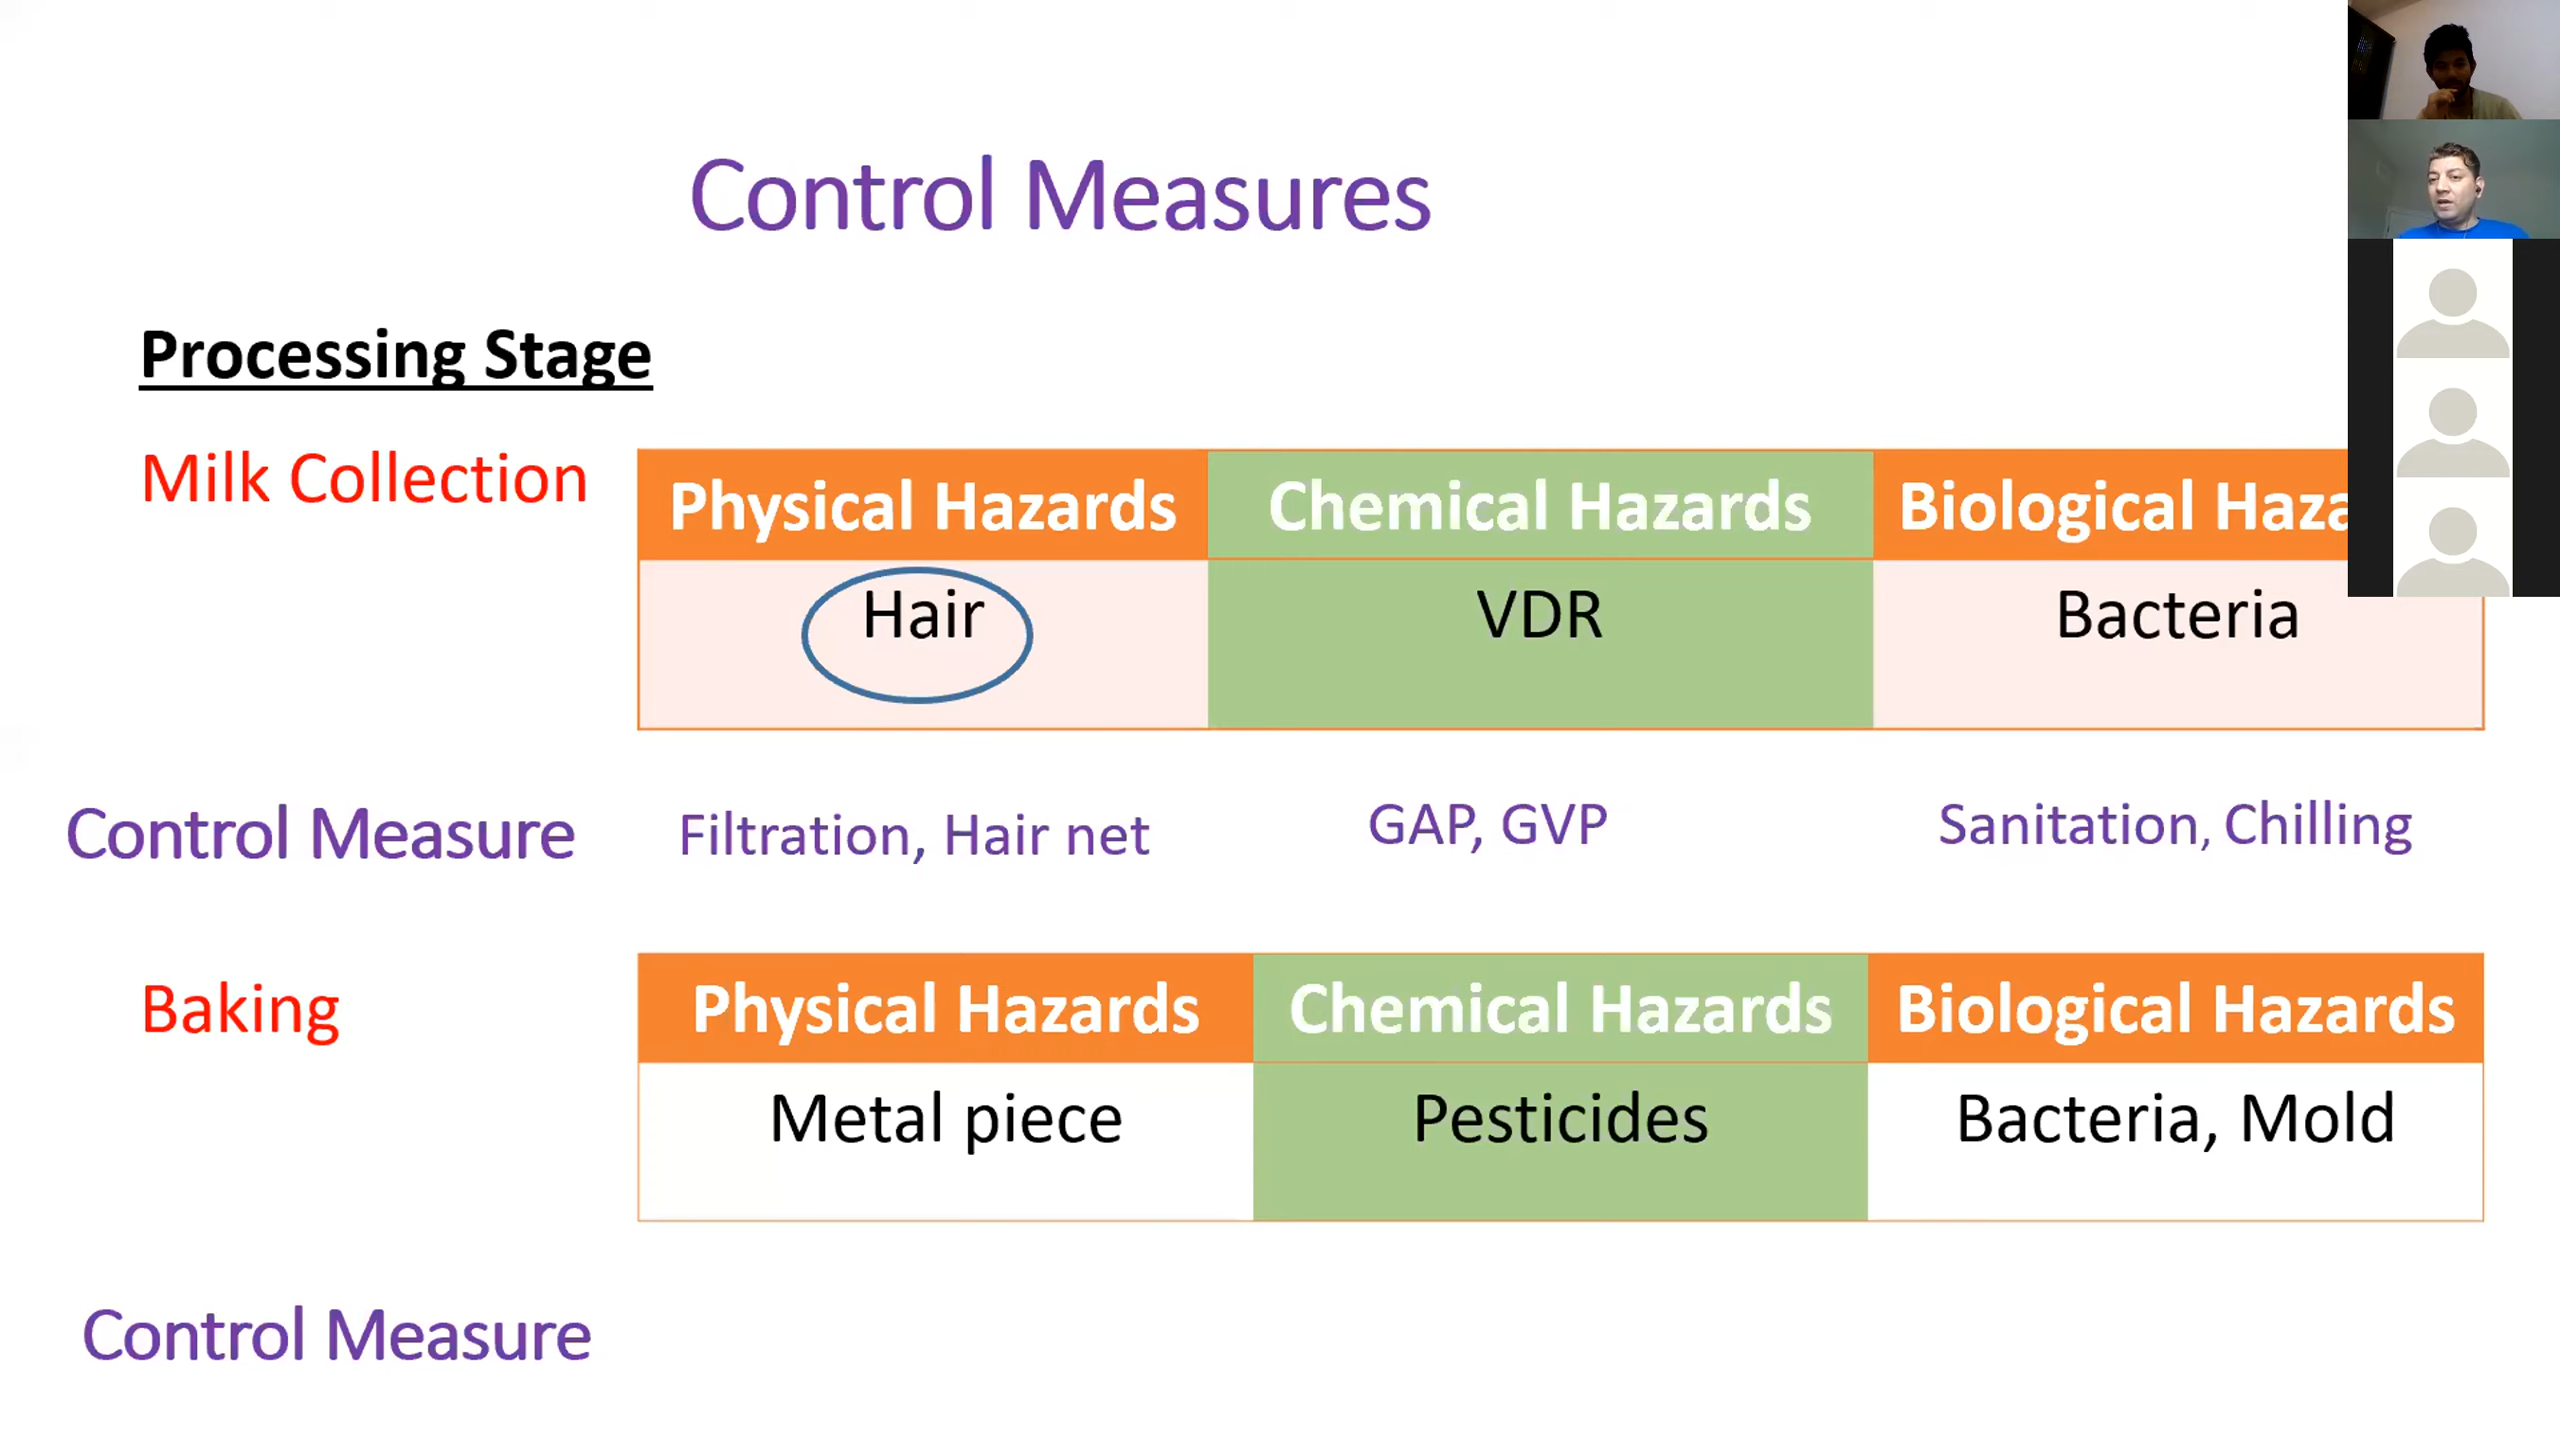 Control Measures
Processing Stage
Milk Collection
Physical Hazards Chemical Hazards Biological Haza
Hair VDR Bacteria
Control Measure Filtration, Hair net GAP, GVP Sanitation, Chilling
Baking
Physical Hazards Chemical Hazards Biological Hazards
Metal piece Pesticides Bacteria, Mold
Control Measure